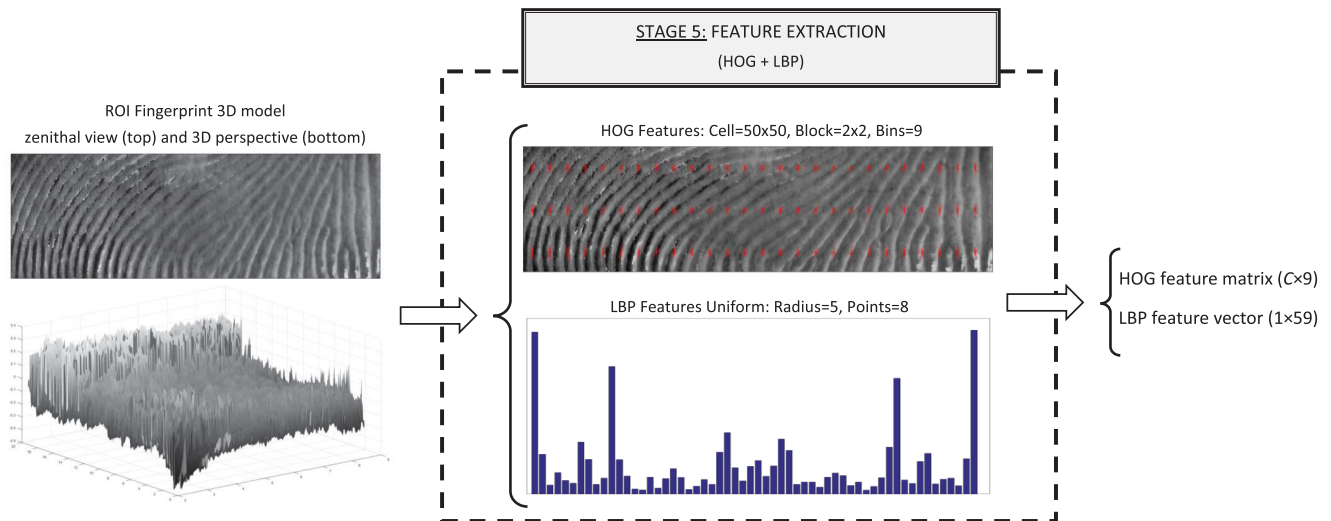 STAGE 5: FEATURE EXTRACTION
(HOG + LBP)
ROI Fingerprint 3D model
zenithal view (top) and 3D perspective (bottom)
HOG Features: Cell=50x50, Block=2x2, Bins=9
LBP Features Uniform: Radius=5, Points=8
HOG feature matrix (C×9)
LBP feature vector (1×59)